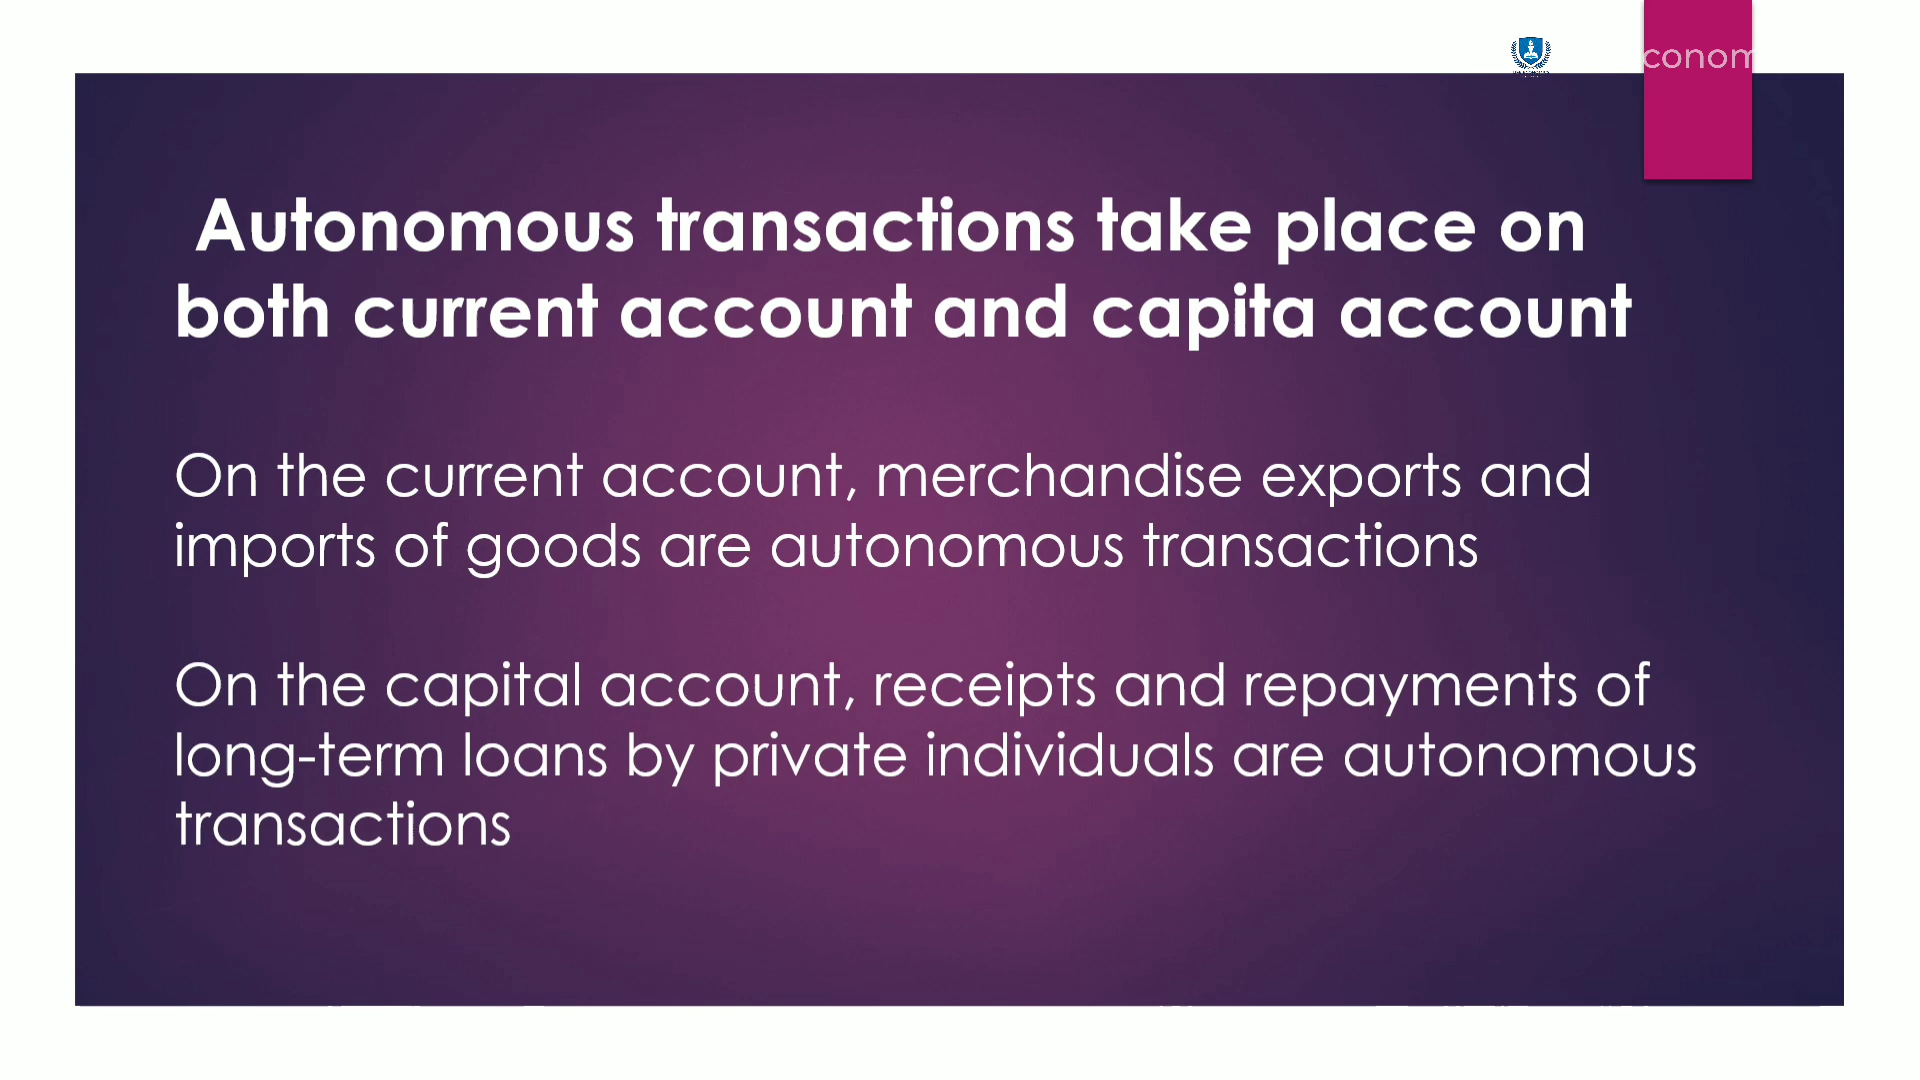 conom
Autonomous transactions take place on
both current account and capita account
On the current account, merchandise exports and
imports of goods are autonomous transactions
On the capital account, receipts and repayments of
long-term loans by private individuals are autonomous
transactions